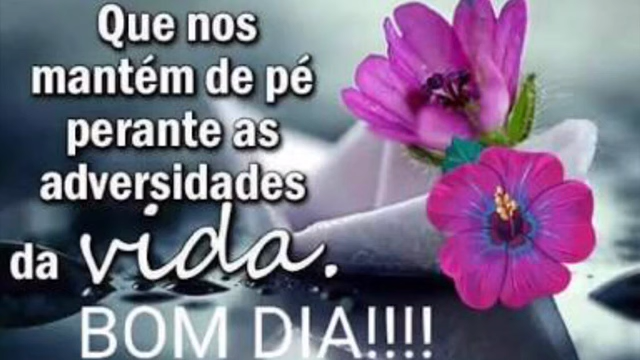 Que nos
mantém de pé
perante as
adversidades
da vida.
BOM DIA!!!!